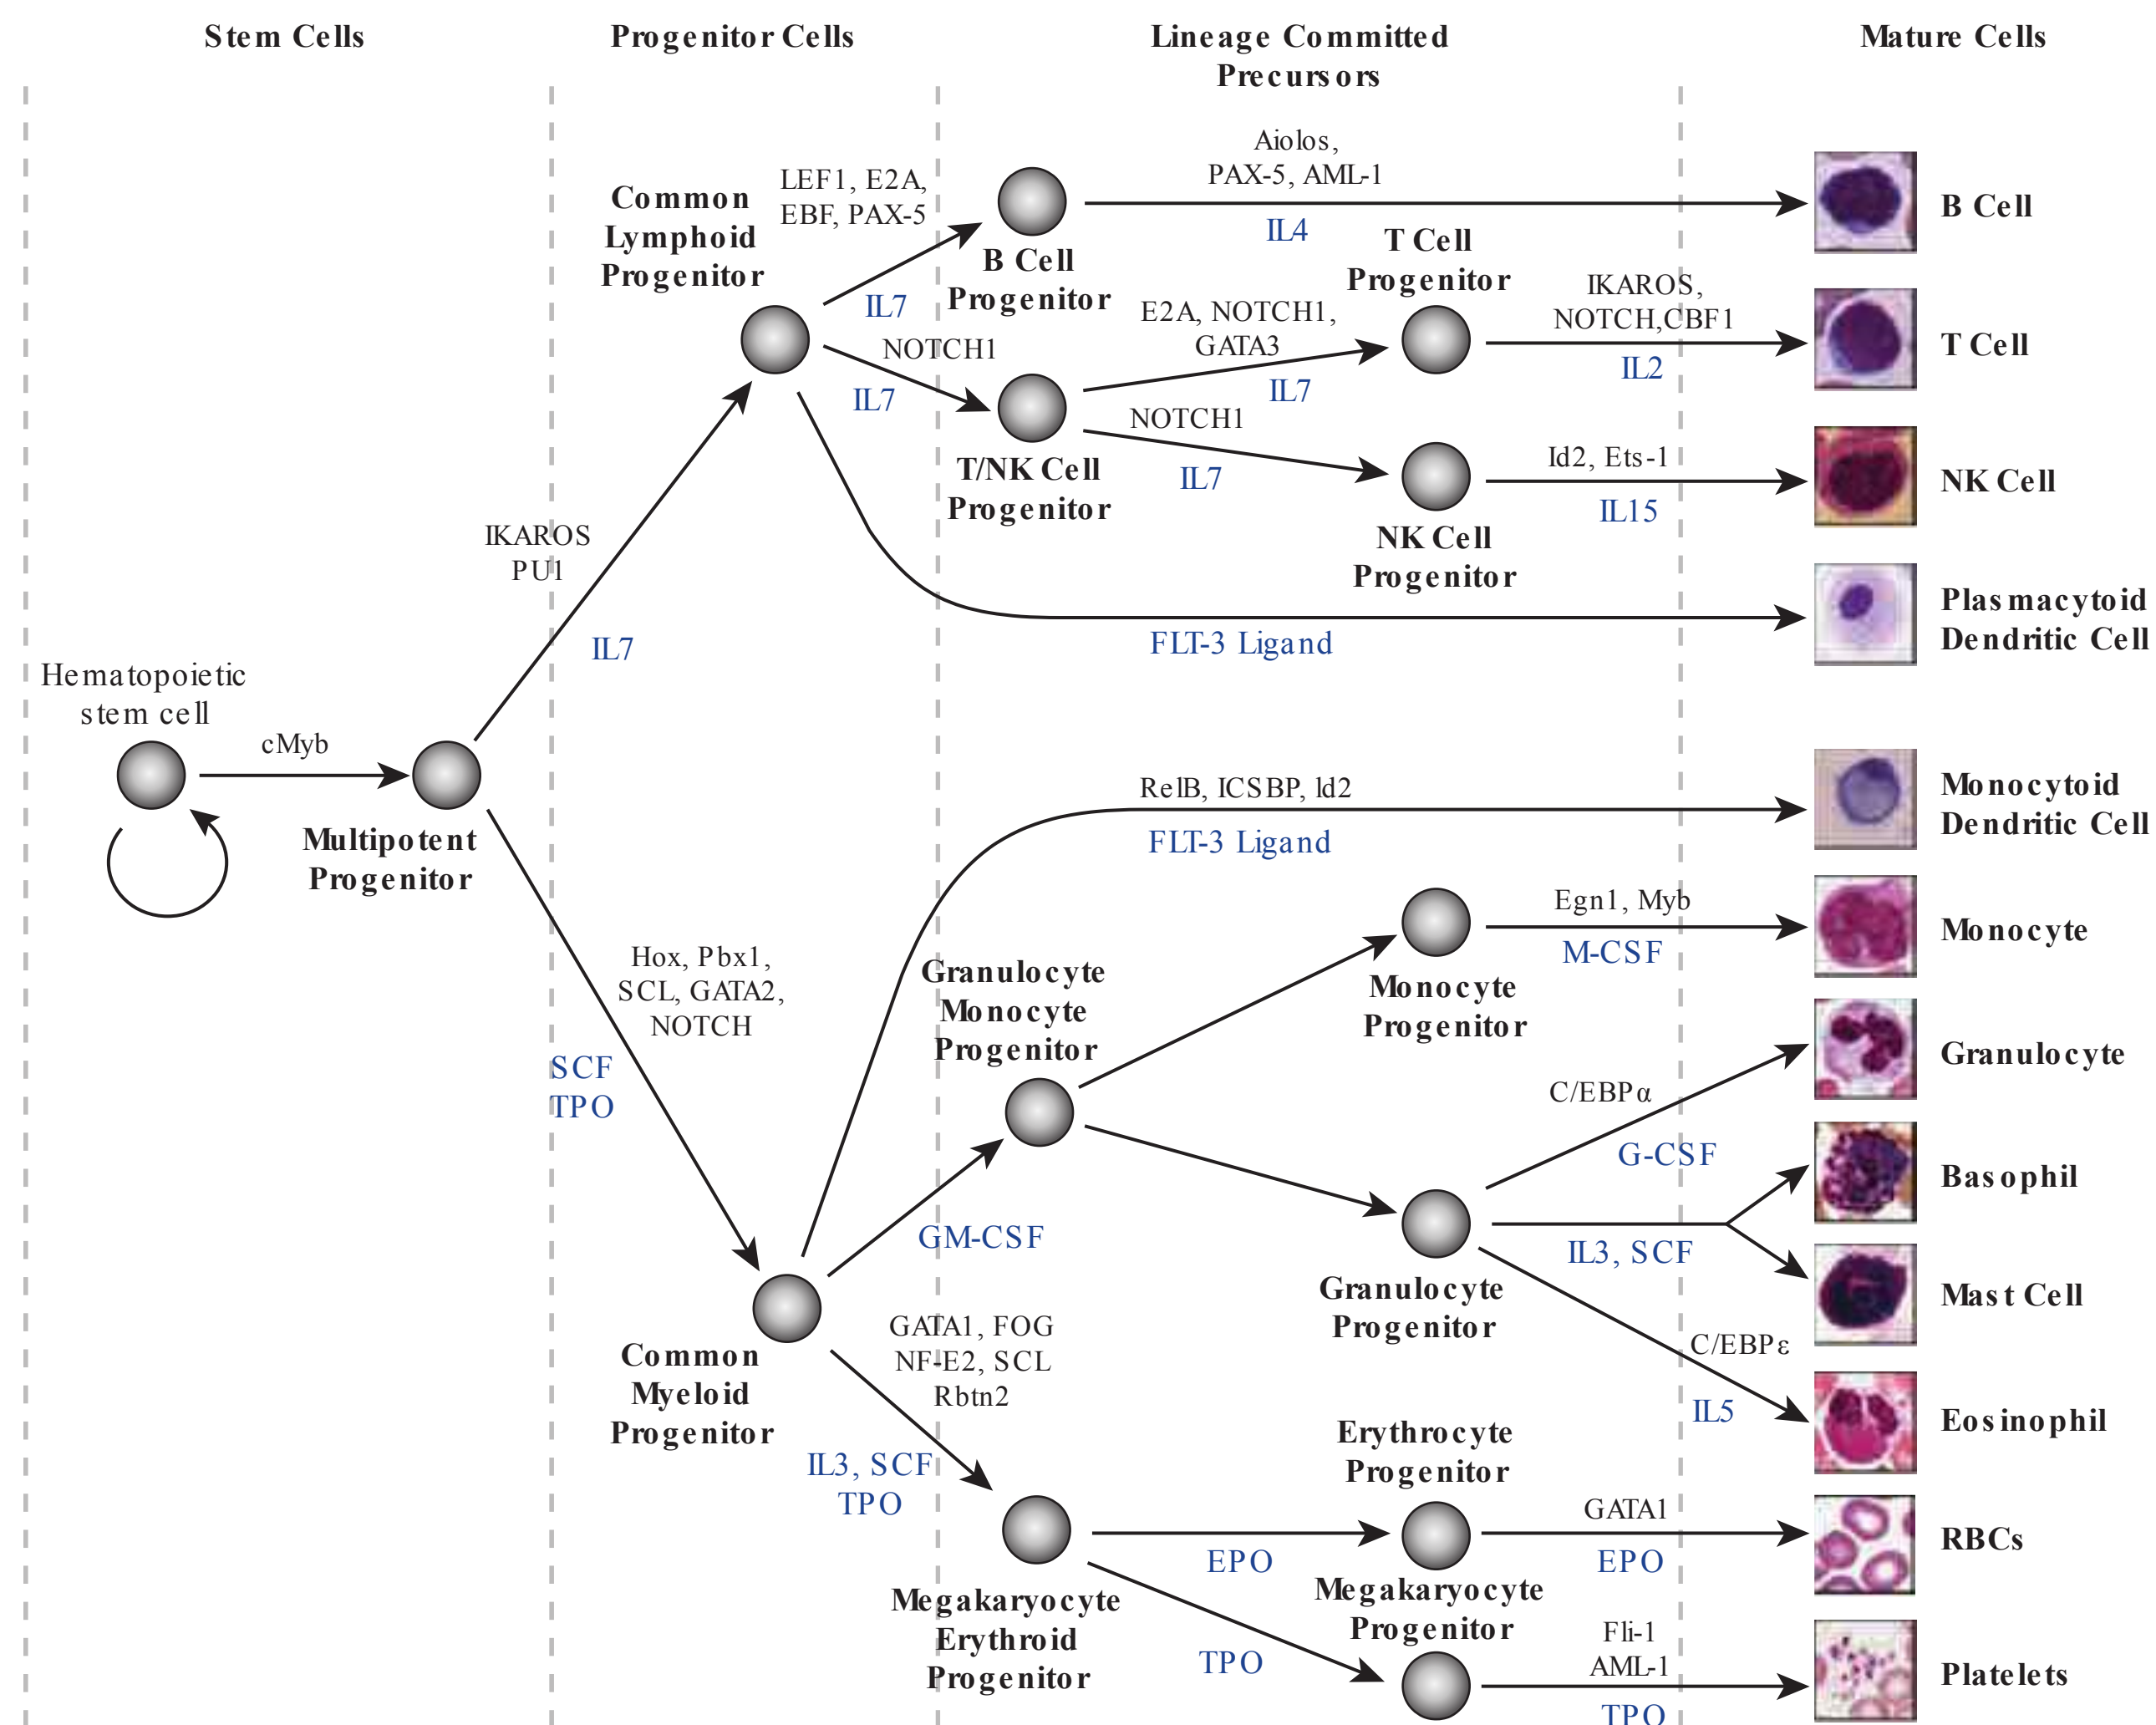 Stem Cells
Progenitor Cells
Lineage Committed
Precursors
Mature Cells
Aiolos,
PAX-5, AML-1
IL4
B Cell
LEF1, E2A,
EBF, PAX-5
IL7
Common
Lymphoid
Progenitor
B Cell
Progenitor
T Cell
Progenitor
E2A, NOTCH1,
GATA3
IL7
IKAROS,
NOTCH,CBF1
IL2
T Cell
NOTCH1
IL7
T/NK Cell
Progenitor
NOTCH1
IL7
Id2, Ets-1
IL15
NK Cell
NK Cell
Progenitor
IKAROS
PU1
IL7
FLT-3 Ligand
Plasmacytoid
Dendritic Cell
Hematopoietic
stem cell
cMyb
Multipotent
Progenitor
RelB, ICSBP, Id2
FLT-3 Ligand
Monocytoid
Dendritic Cell
Egn1, Myb
M-CSF
Monocyte
Hox, Pbx1,
SCL, GATA2,
NOTCH
SCF
TPO
Granulocyte
Monocyte
Progenitor
Monocyte
Progenitor
Granulocyte
C/EBPα
G-CSF
GM-CSF
Basophil
IL3, SCF
Granulocyte
Progenitor
Mast Cell
C/EBPε
IL5
Eosinophil
Common
Myeloid
Progenitor
GATA1, FOG
NF-E2, SCL
Rbtn2
IL3, SCF
TPO
Erythrocyte
Progenitor
EPO
GATA1
EPO
RBCs
Megakaryocyte
Erythroid
Progenitor
Megakaryocyte
Progenitor
TPO
Fli-1
AML-1
TPO
Platelets